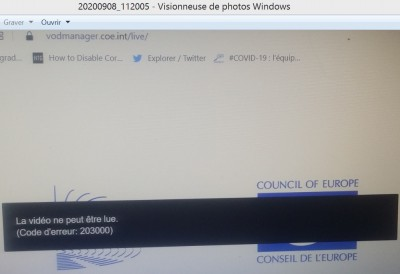 20200908_112005 - Visionneuse de photos Windows
Graver Ouvrir
vodmanager.coe.int/live/
grad... How to Disable Cor... Explorer / Twitter #COVID-19 : l'équip...
COUNCIL OF EUROPE
La vidéo ne peut être lue.
(Code d'erreur: 203000)
CONSEIL DE L'EUROPE